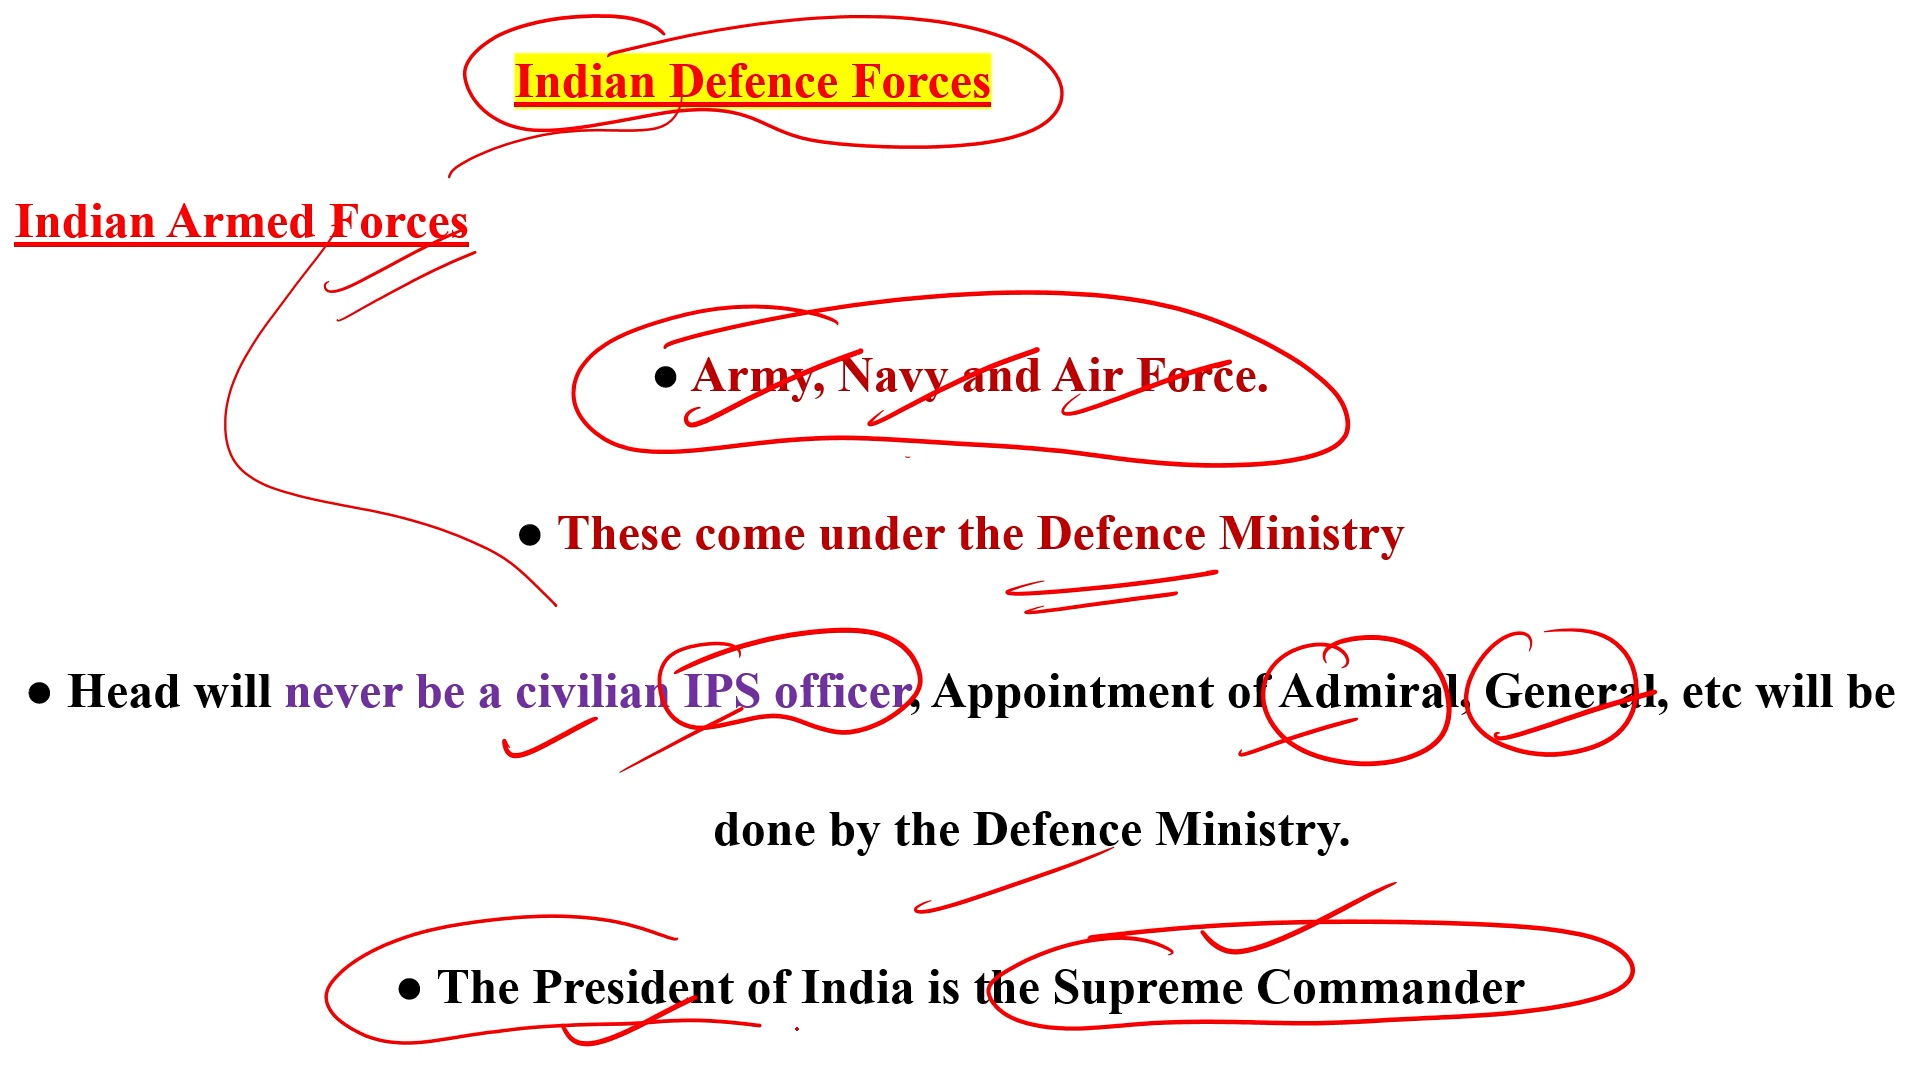 Indian Defence Forces
Indian Armed Forces
● Army, Navy and Air Force.
● These come under the Defence Ministry
● Head will never be a civilian IPS officer, Appointment of Admiral, General, etc will be
done by the Defence Ministry.
● The President of India is the Supreme Commander